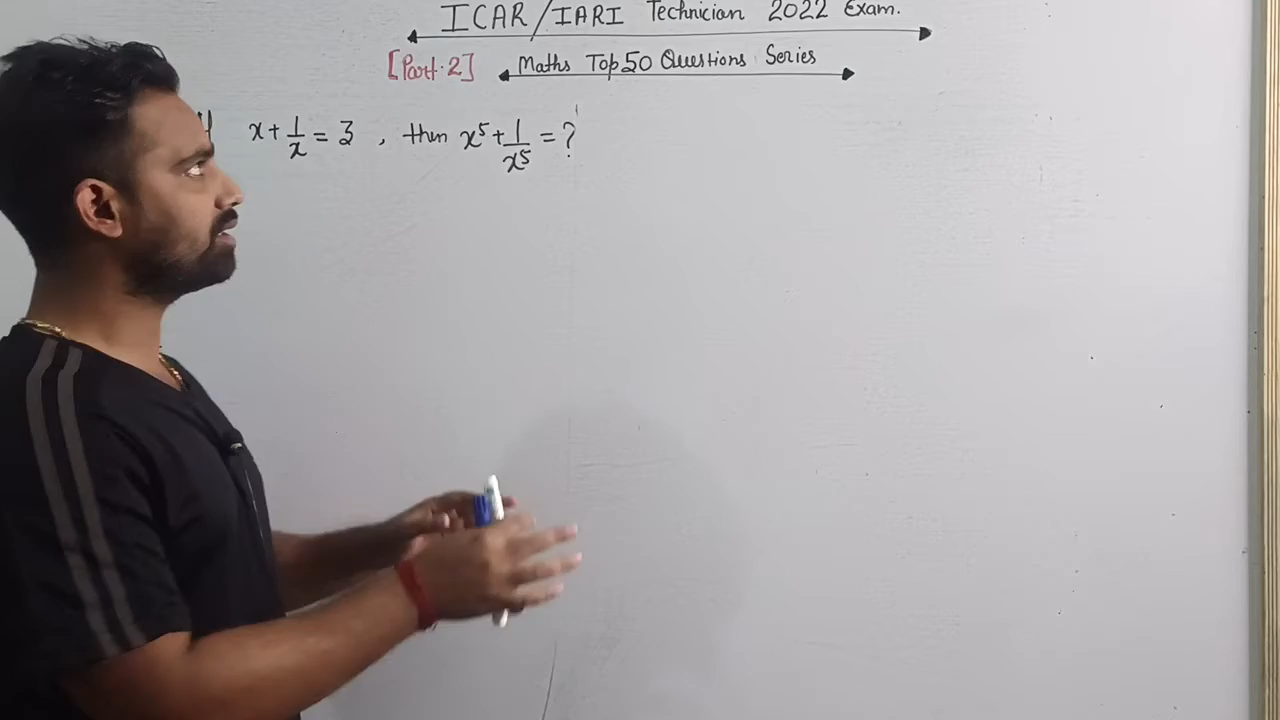 ICAR/IARI Technician 2022 Exam.
[Part-2] Maths Top 50 Questions Series
x + 1/x = 3 , then x⁵ + 1/x⁵ = ?